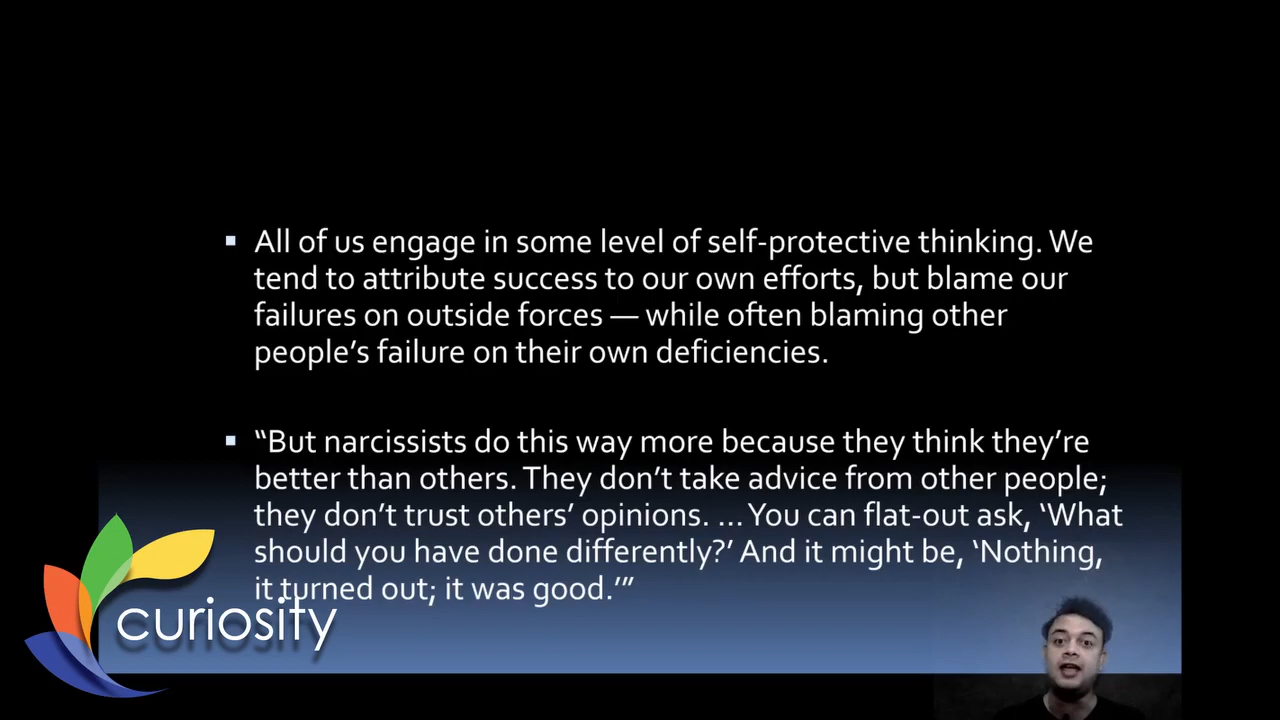 ▪ All of us engage in some level of self-protective thinking. We
tend to attribute success to our own efforts, but blame our
failures on outside forces — while often blaming other
people’s failure on their own deficiencies.
▪ “But narcissists do this way more because they think they’re
better than others. They don’t take advice from other people;
they don’t trust others’ opinions. … You can flat-out ask, ‘What
should you have done differently?’ And it might be, ‘Nothing,
it turned out; it was good.’”
curiosity